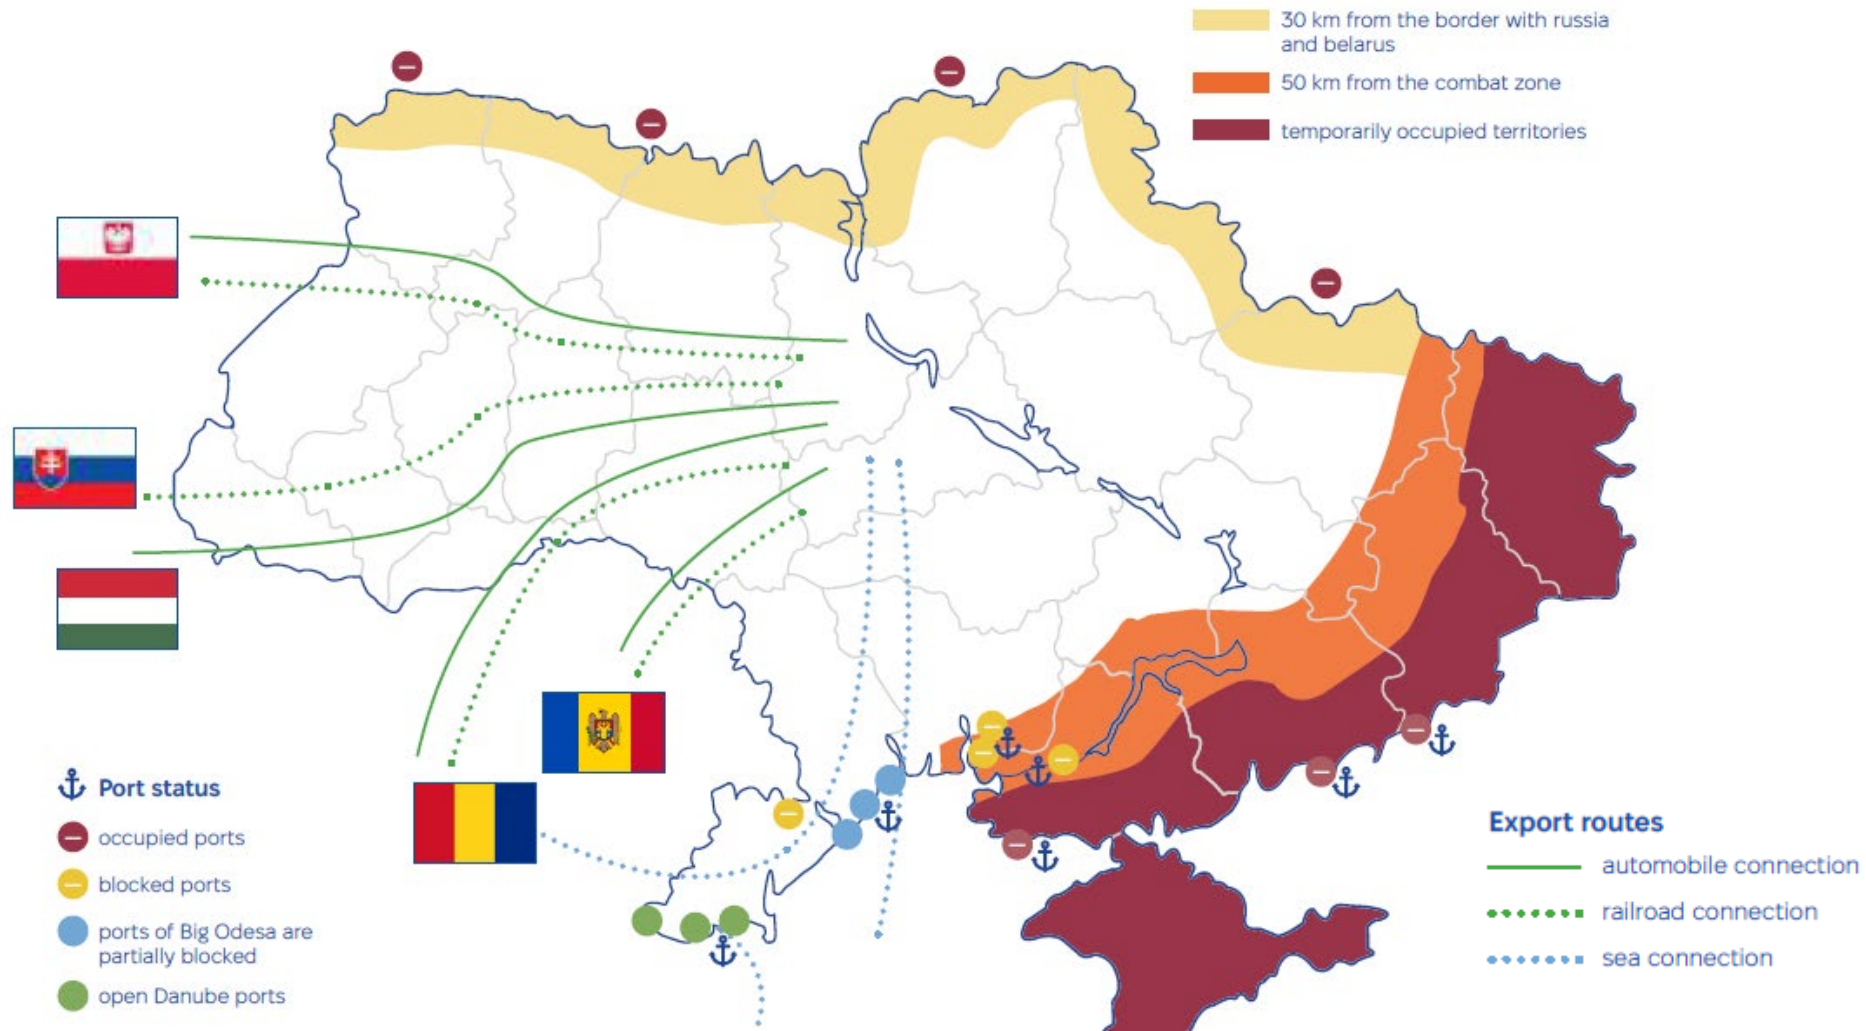 30 km from the border with russia
and belarus
50 km from the combat zone
temporarily occupied territories
Port status
occupied ports
blocked ports
ports of Big Odesa are
partially blocked
open Danube ports
Export routes
automobile connection
railroad connection
sea connection